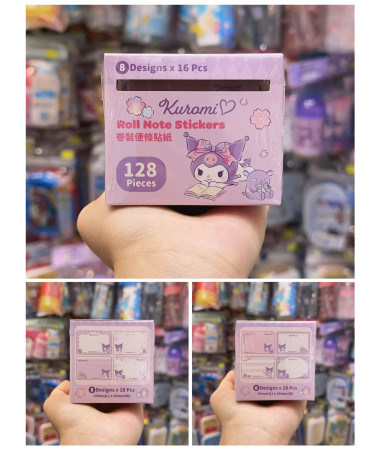 8 Designs x 16 Pcs
Kuromi
Roll Note Stickers
卷裝便條貼紙
128
Pieces
8 Designs x 16 Pcs
8 Designs x 16 Pcs